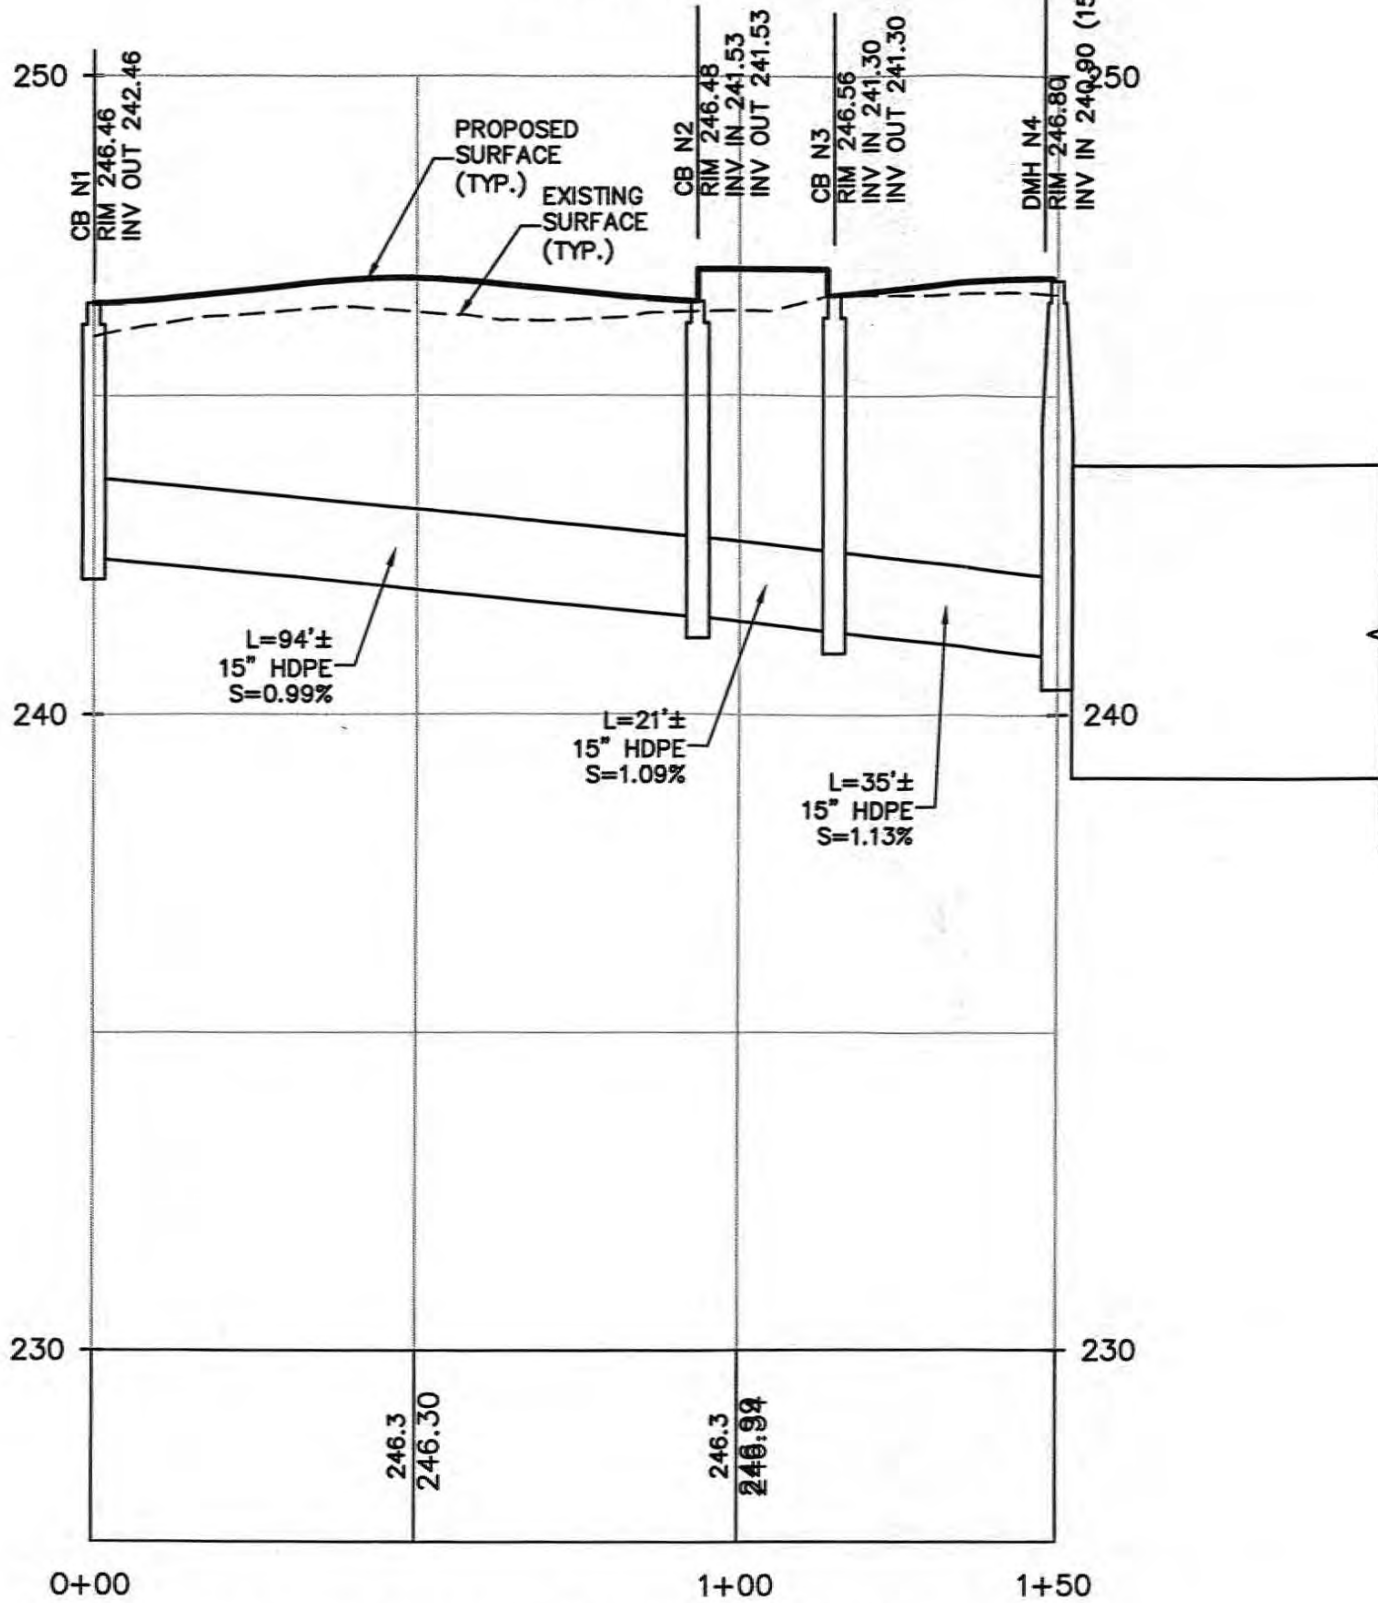 250
CB N1
RIM 246.46
INV OUT 242.46
PROPOSED
SURFACE
(TYP.)
EXISTING
SURFACE
(TYP.)
CB N2
RIM 246.48
INV IN 241.53
INV OUT 241.53
CB N3
RIM 246.56
INV IN 241.30
INV OUT 241.30
DMH N4
RIM 246.80
INV IN 240.90 (15
250
L=94'±
15" HDPE
S=0.99%
240
L=21'±
15" HDPE
S=1.09%
240
L=35'±
15" HDPE
S=1.13%
230
230
246.3
246.30
246.3
0+00
1+00
1+50